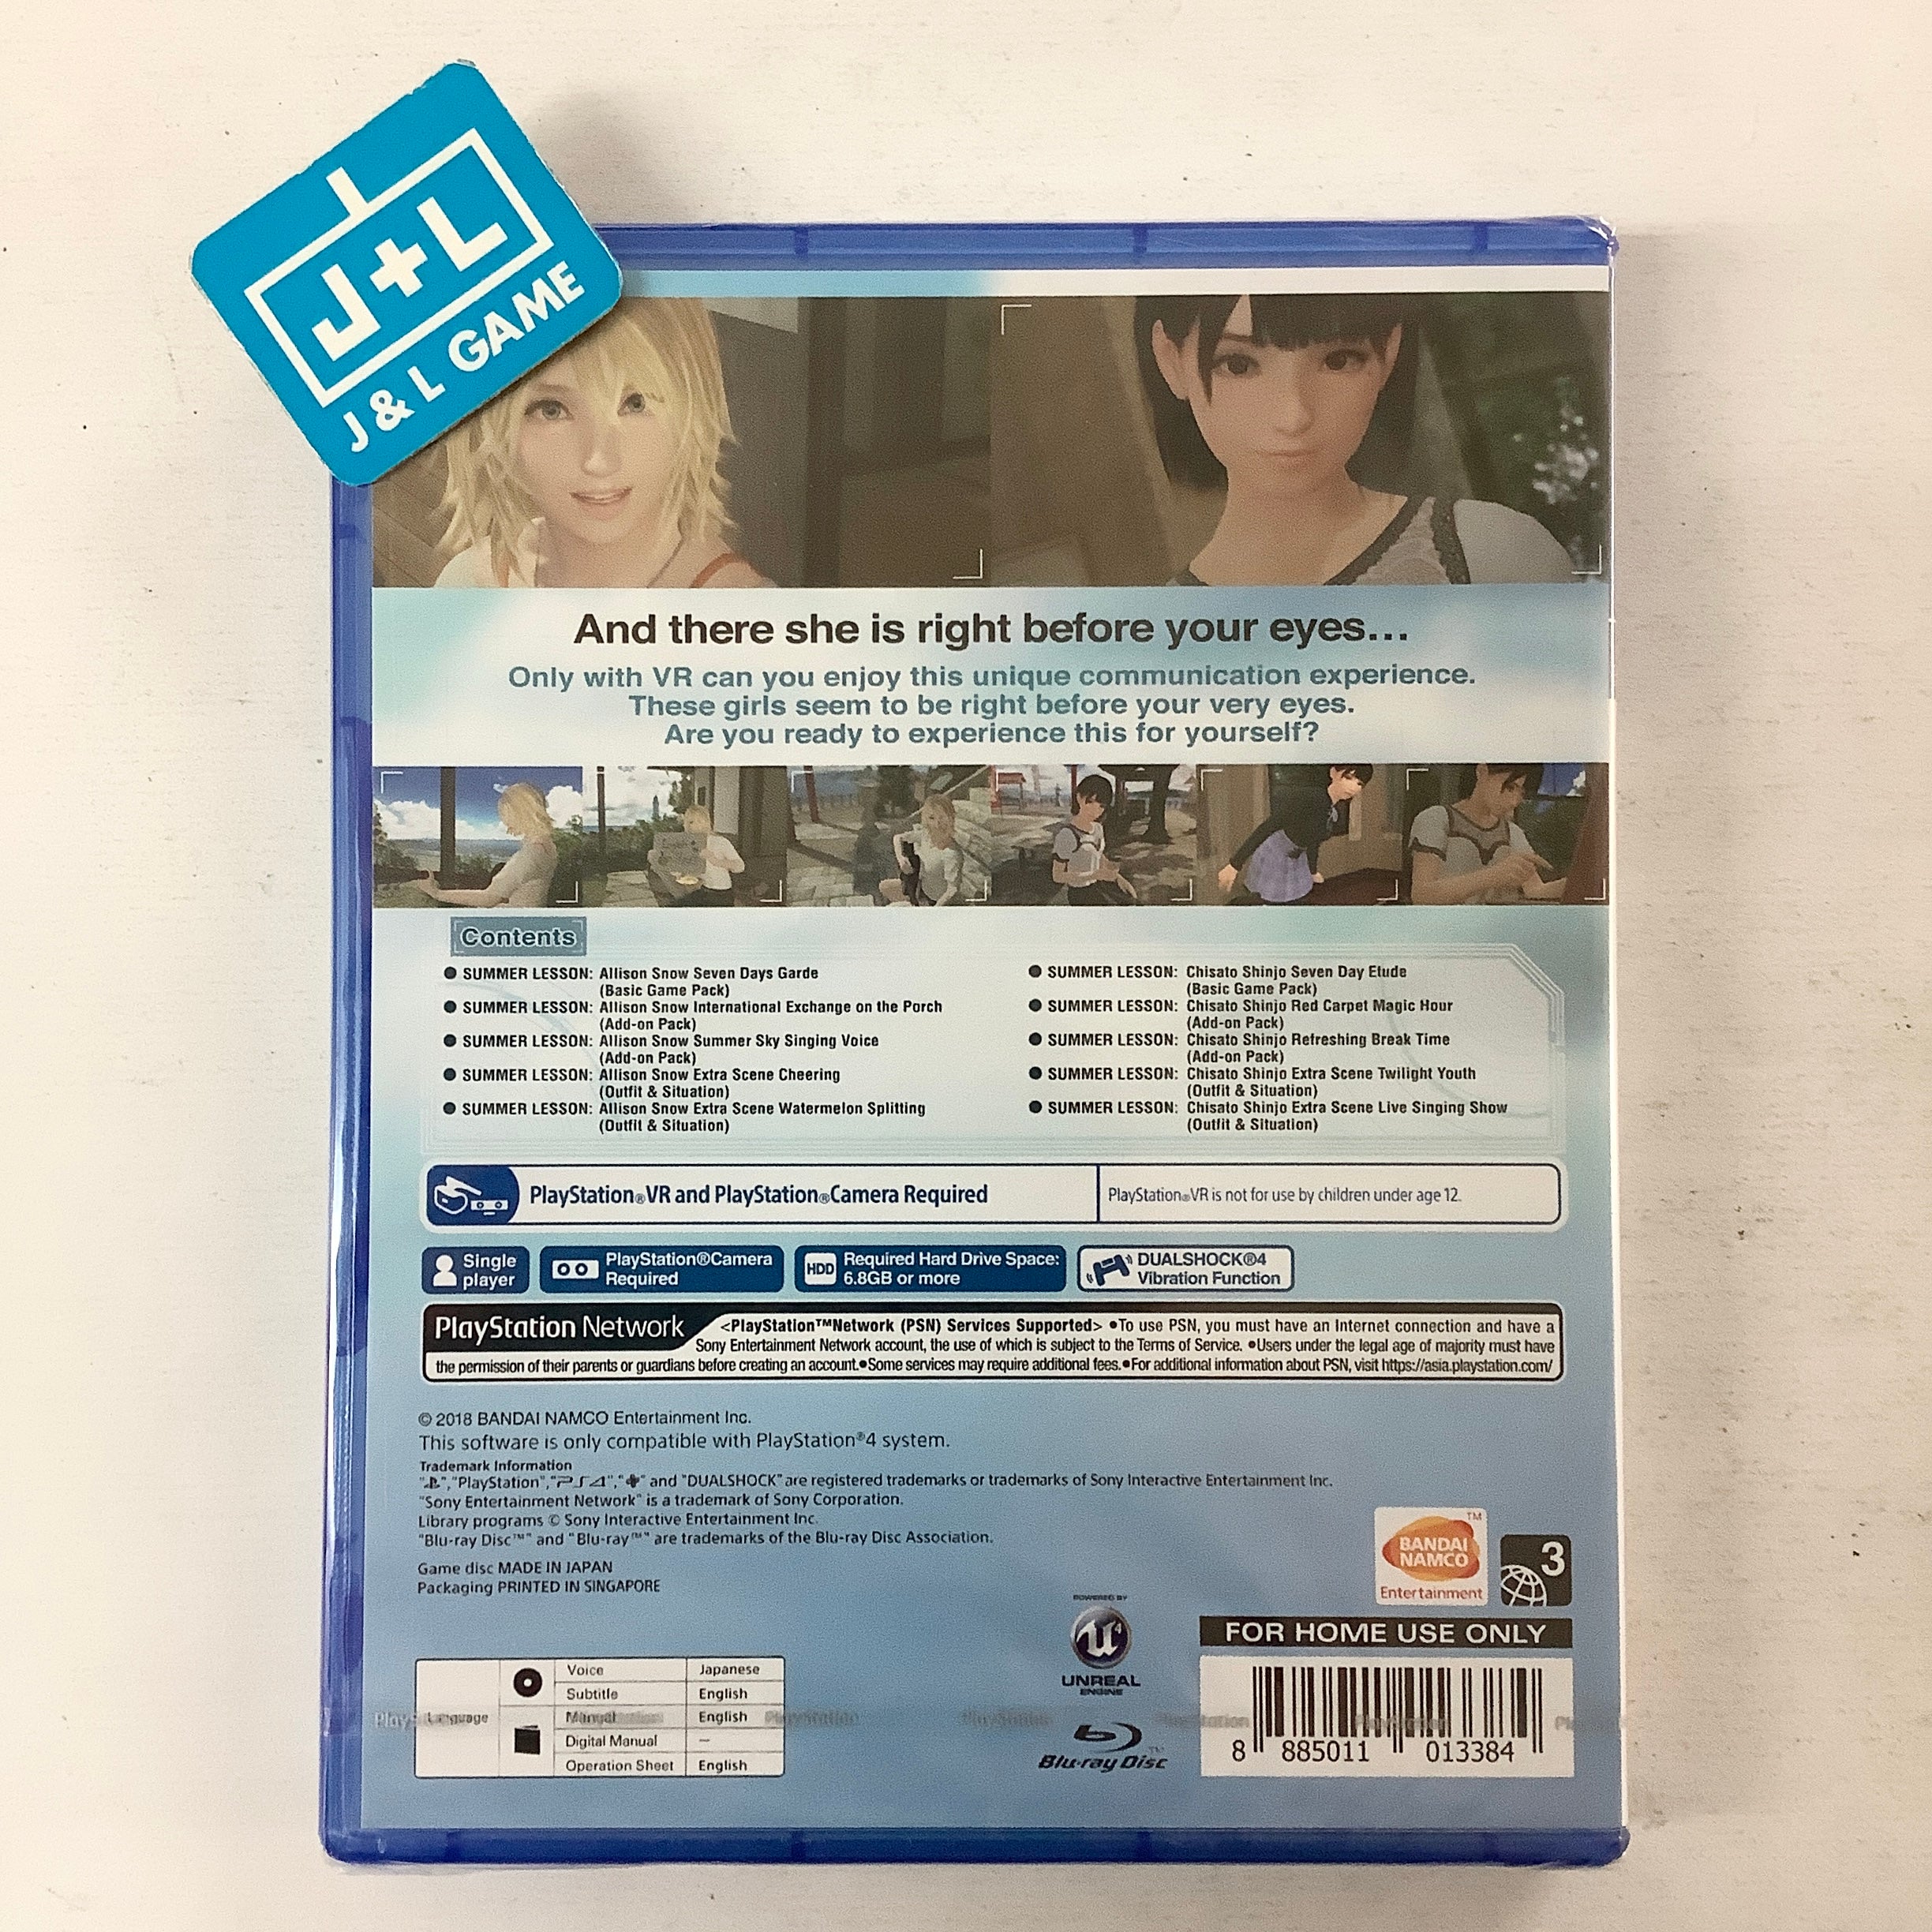 J+L
J & L GAME
And there she is right before your eyes...
Only with VR can you enjoy this unique communication experience.
These girls seem to be right before your very eyes.
Are you ready to experience this for yourself?
Contents
● SUMMER LESSON: Allison Snow Seven Days Garde
(Basic Game Pack)
● SUMMER LESSON: Allison Snow International Exchange on the Porch
(Add-on Pack)
● SUMMER LESSON: Allison Snow Summer Sky Singing Voice
(Add-on Pack)
● SUMMER LESSON: Allison Snow Extra Scene Cheering
(Outfit & Situation)
● SUMMER LESSON: Allison Snow Extra Scene Watermelon Splitting
(Outfit & Situation)
● SUMMER LESSON: Chisato Shinjo Seven Day Etude
(Basic Game Pack)
● SUMMER LESSON: Chisato Shinjo Red Carpet Magic Hour
(Add-on Pack)
● SUMMER LESSON: Chisato Shinjo Refreshing Break Time
(Add-on Pack)
● SUMMER LESSON: Chisato Shinjo Extra Scene Twilight Youth
(Outfit & Situation)
● SUMMER LESSON: Chisato Shinjo Extra Scene Live Singing Show
(Outfit & Situation)
PlayStation®VR and PlayStation®Camera Required
PlayStation®VR is not for use by children under age 12.
Single
player
PlayStation®Camera
Required
HDD
Required Hard Drive Space:
6.8GB or more
DUALSHOCK®4
Vibration Function
PlayStation Network
<PlayStation™Network (PSN) Services Supported> ●To use PSN, you must have an Internet connection and have a
Sony Entertainment Network account, the use of which is subject to the Terms of Service. ●Users under the legal age of majority must have
the permission of their parents or guardians before creating an account.●Some services may require additional fees.●For additional information about PSN, visit https://asia.playstation.com/
© 2018 BANDAI NAMCO Entertainment Inc.
This software is only compatible with PlayStation®4 system.
Trademark Information
" ", "PlayStation", "PS4", " " and "DUALSHOCK" are registered trademarks or trademarks of Sony Interactive Entertainment Inc.
"Sony Entertainment Network" is a trademark of Sony Corporation.
Library programs © Sony Interactive Entertainment Inc.
"Blu-ray Disc™" and "Blu-ray™" are trademarks of the Blu-ray Disc Association.
Game disc MADE IN JAPAN
Packaging PRINTED IN SINGAPORE
TM
BANDAI
NAMCO
Entertainment
3
FOR HOME USE ONLY
8 885011 013384
POWERED BY
U 4
UNREAL
ENGINE
Blu-ray Disc™
Language
Voice Japanese
Subtitle English
Manual English
Digital Manual –
Operation Sheet English
PlayStation PlayStation PlayStation PlayStation PlayStation PlayStation